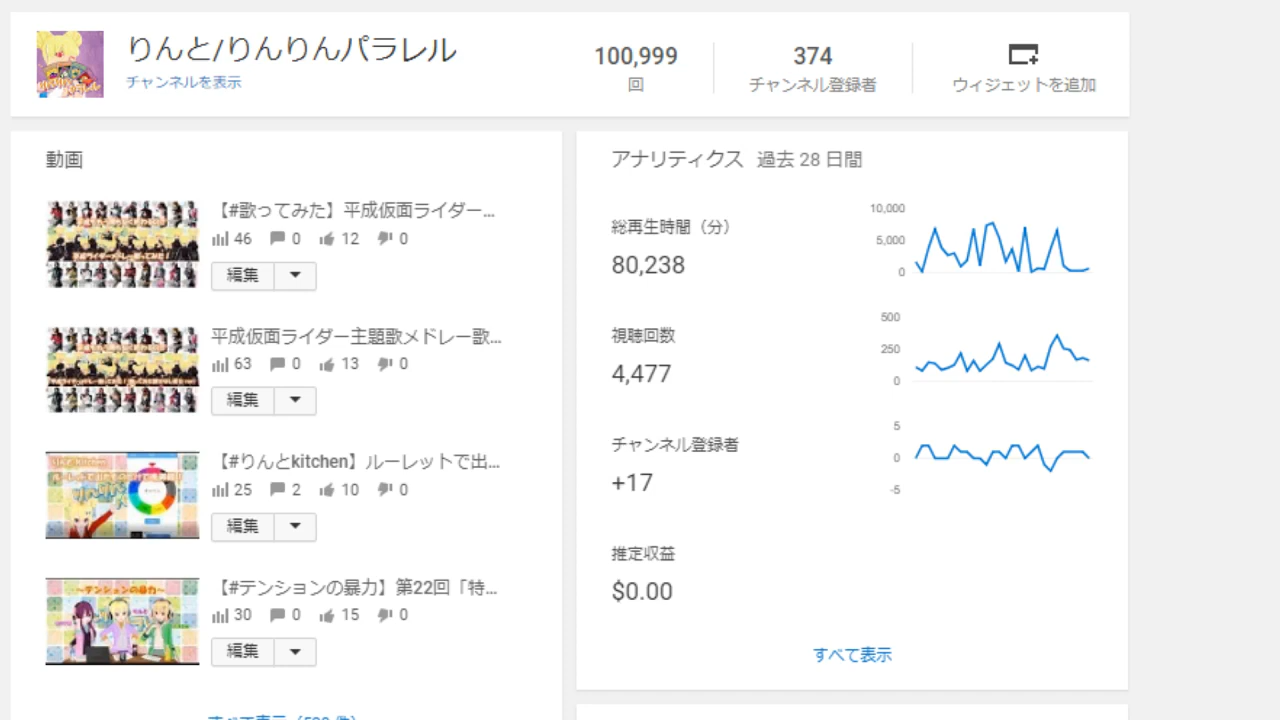 りんと/りんりんパラレル
チャンネルを表示
100,999
回
374
チャンネル登録者
ウィジェットを追加
動画
【#歌ってみた】平成仮面ライダー...
46 0 12 0
編集
平成仮面ライダー主題歌メドレー歌...
63 0 13 0
編集
【#りんとkitchen】ルーレットで出...
25 2 10 0
編集
【#テンションの暴力】第22回「特...
30 0 15 0
編集
～テンションの暴力～
アナリティクス 過去 28 日間
総再生時間（分）
80,238
10,000
5,000
0
視聴回数
4,477
500
250
0
チャンネル登録者
+17
5
0
-5
推定収益
$0.00
すべて表示